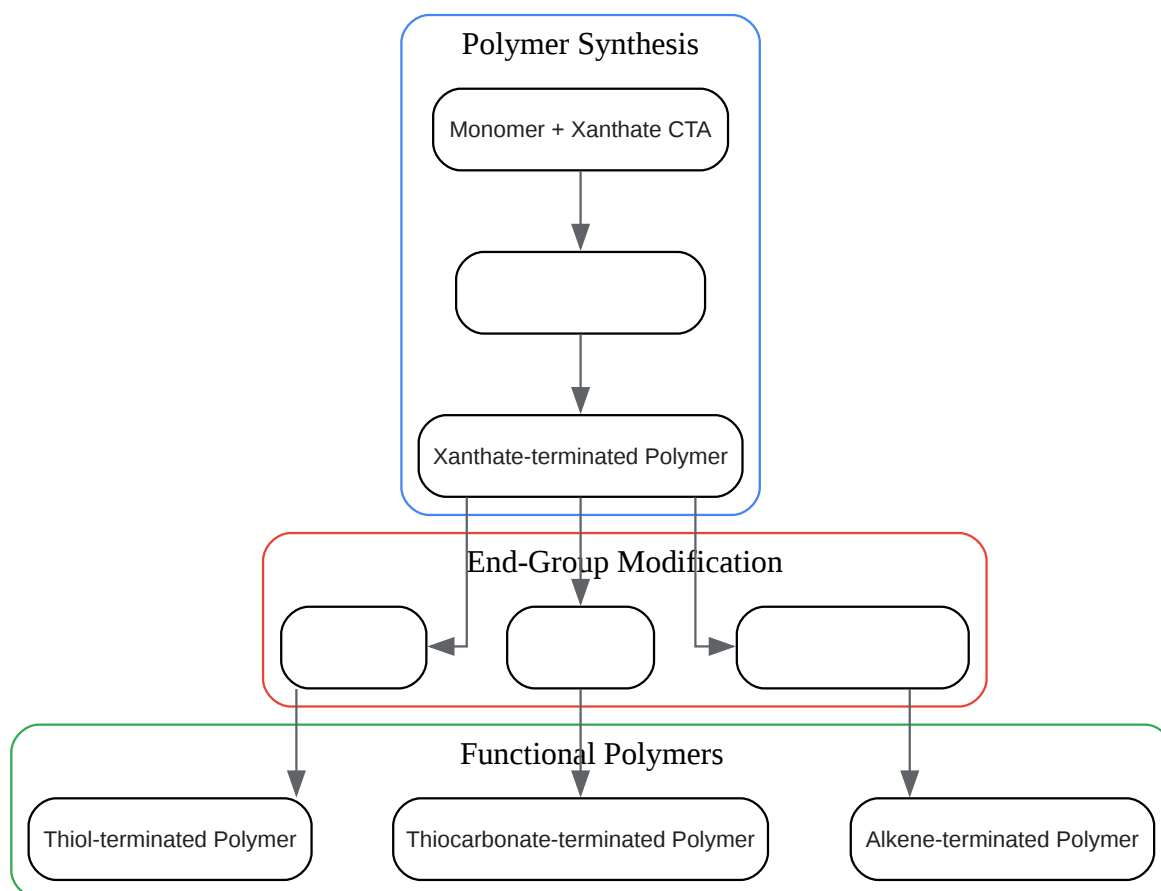 Polymer Synthesis
Monomer + Xanthate CTA
Xanthate-terminated Polymer
End-Group Modification
Functional Polymers
Thiol-terminated Polymer
Thiocarbonate-terminated Polymer
Alkene-terminated Polymer